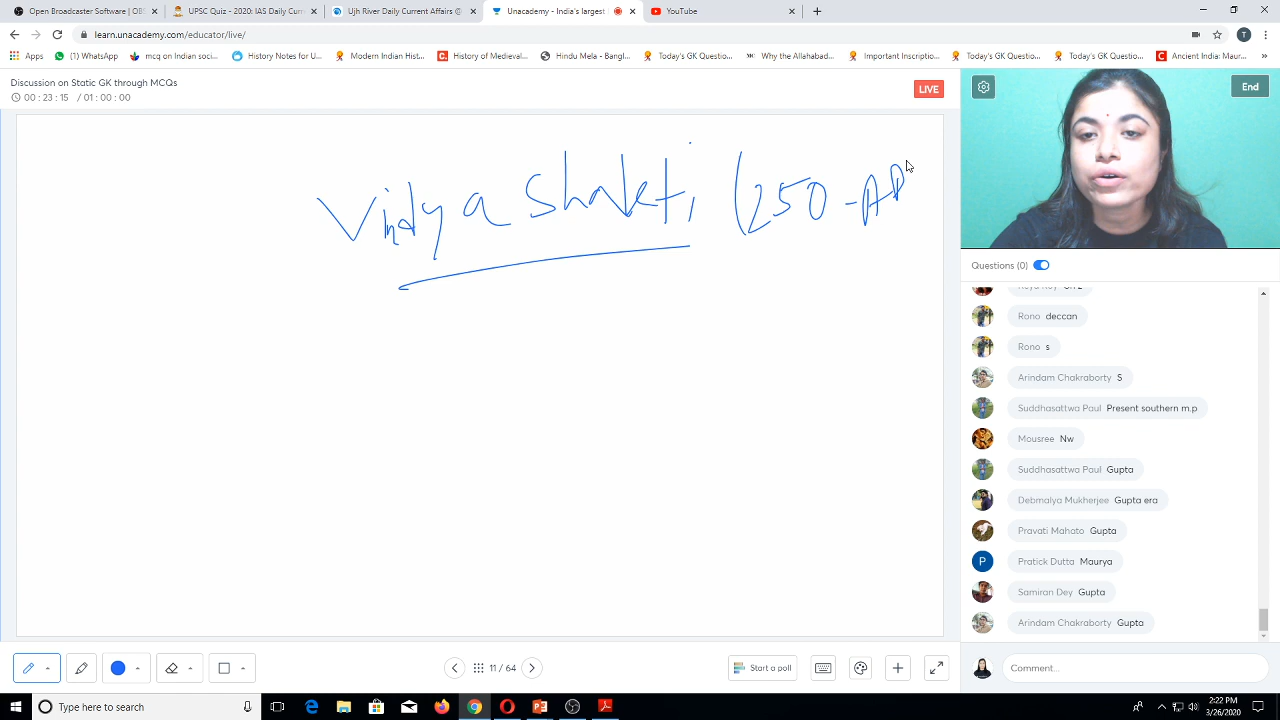 Open Broadcaster Software | OBS
UPSC Quiz - 2020: IAS Daily Curr
Ujh River Daily Current Affairs @
Unacademy - India's largest
YouTube
learn.unacademy.com/educator/live/
T
Apps
(1) WhatsApp
mcq on indian soci...
History Notes for U...
Modern Indian Hist...
History of Medieval...
Hindu Mela - Bangl...
Today's GK Questio...
Why the Allahabad...
Important Inscriptio...
Today's GK Questio...
Today's GK Questio...
Ancient India: Maur...
Discussion on Static GK through MCQs
00 : 23 : 15 / 01 : 00 : 00
LIVE
End
Vindya Shakti (250 - AD
Questions (0)
Rono deccan
Rono s
Arindam Chakraborty S
Suddhasattwa Paul Present southern m.p
Mousree Nw
Suddhasattwa Paul Gupta
Debmalya Mukherjee Gupta era
Pravati Mahato Gupta
P Pratick Dutta Maurya
Samiran Dey Gupta
Arindam Chakraborty Gupta
11 / 64
Start a poll
Comment...
Type here to search
2:22 PM
3/26/2020